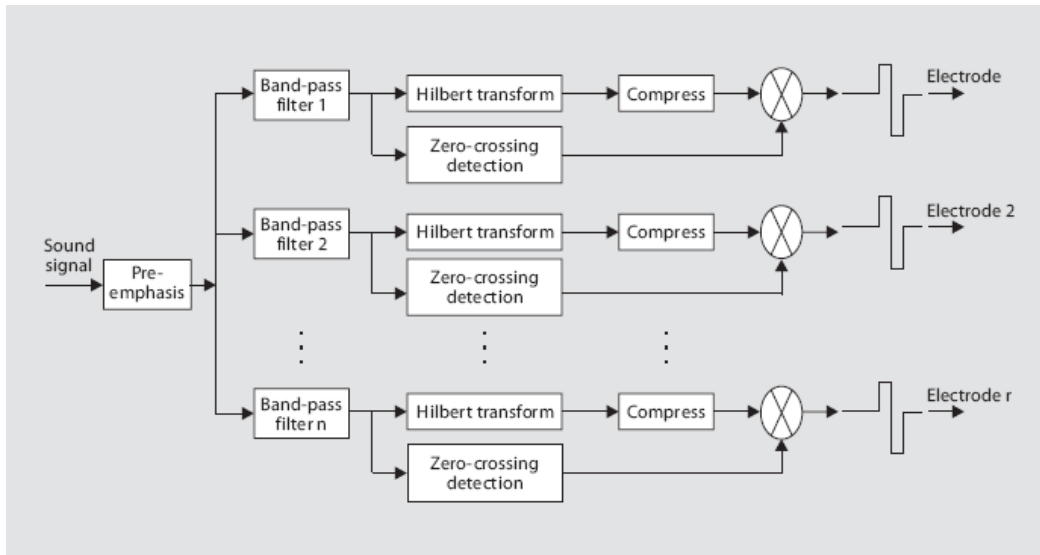 Sound
signal
Pre-
emphasis
Band-pass
filter 1
Hilbert transform
Compress
Electrode
Zero-crossing
detection
Band-pass
filter 2
Hilbert transform
Compress
Electrode 2
Zero-crossing
detection
Band-pass
filter n
Hilbert transform
Compress
Electrode r
Zero-crossing
detection